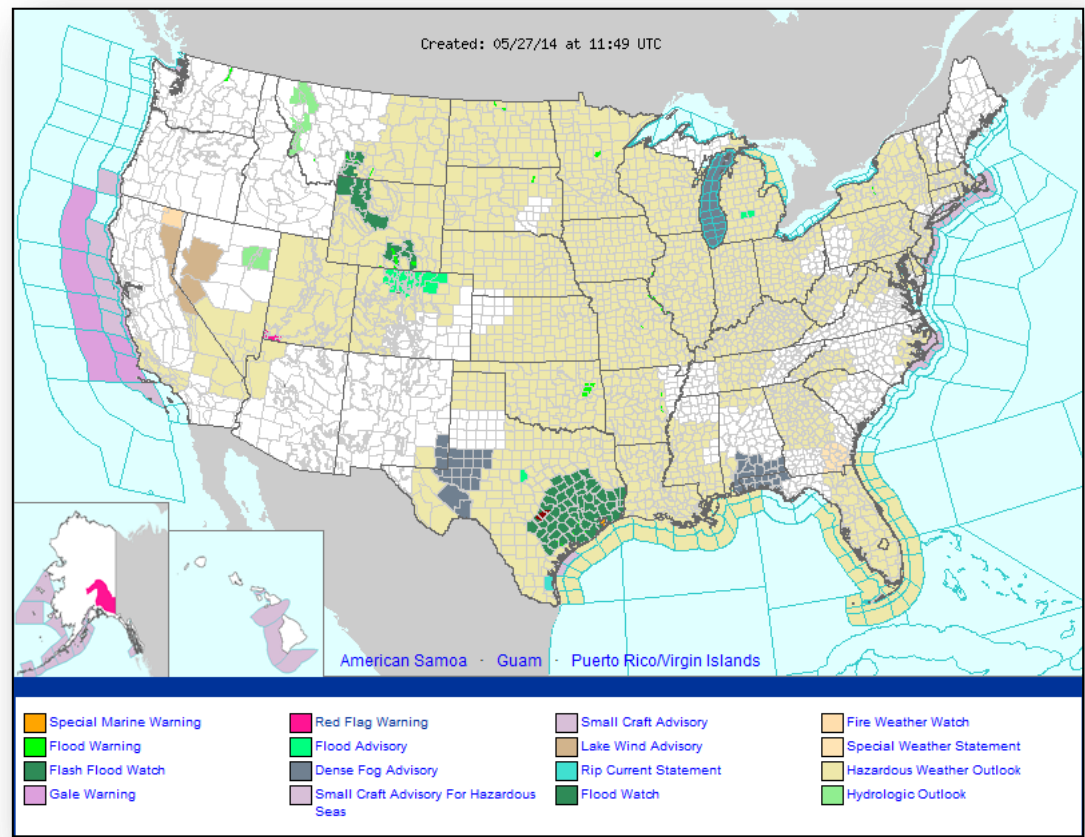 Created: 05/27/14 at 11:49 UTC
American Samoa - Guam - Puerto Rico/Virgin Islands
Special Marine Warning
Flood Warning
Flash Flood Watch
Gale Warning
Red Flag Warning
Flood Advisory
Dense Fog Advisory
Small Craft Advisory For Hazardous
Seas
Small Craft Advisory
Lake Wind Advisory
Rip Current Statement
Flood Watch
Fire Weather Watch
Special Weather Statement
Hazardous Weather Outlook
Hydrologic Outlook